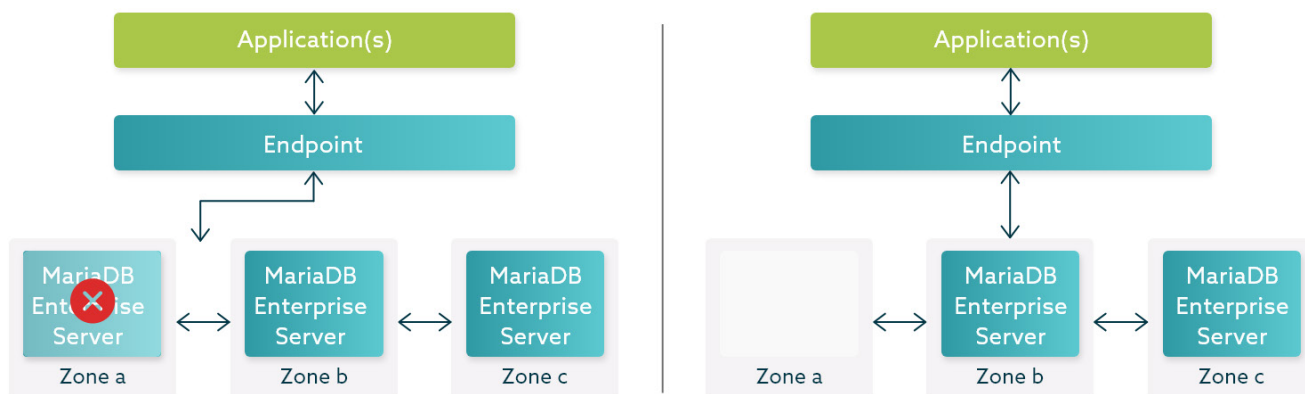 Application(s)
Endpoint
MariaDB
Enterprise
Server
Zone a
MariaDB
Enterprise
Server
Zone b
MariaDB
Enterprise
Server
Zone c
Application(s)
Endpoint
Zone a
MariaDB
Enterprise
Server
Zone b
MariaDB
Enterprise
Server
Zone c